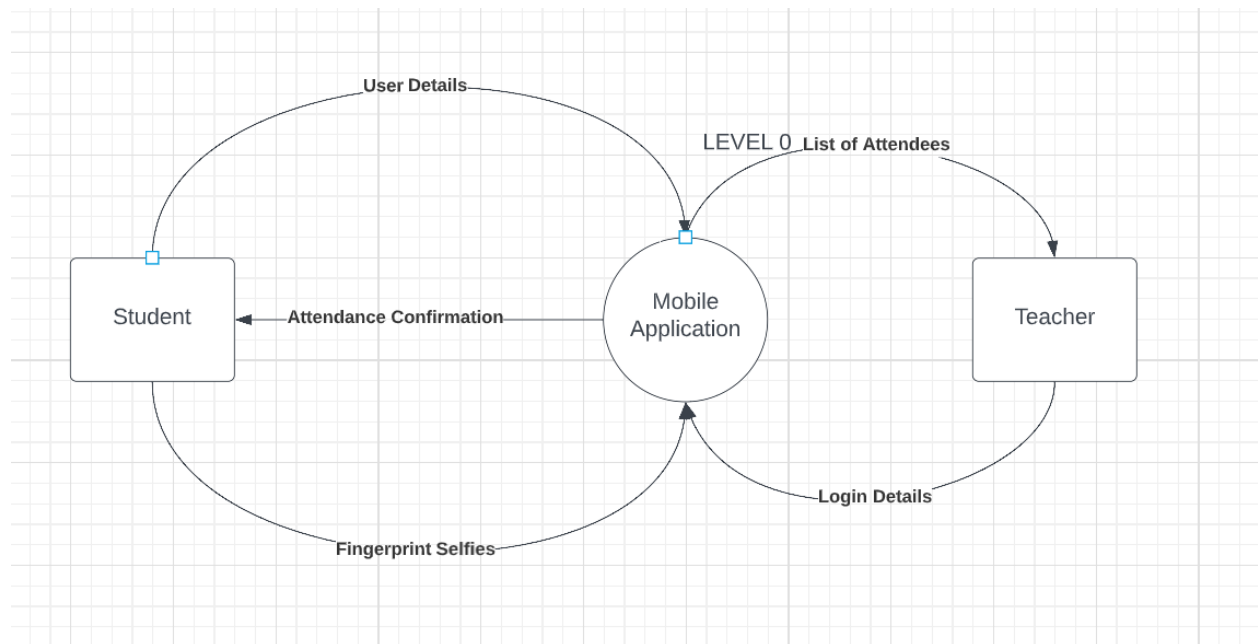 User Details
LEVEL 0
List of Attendees
Student
Attendance Confirmation
Mobile
Application
Teacher
Login Details
Fingerprint Selfies